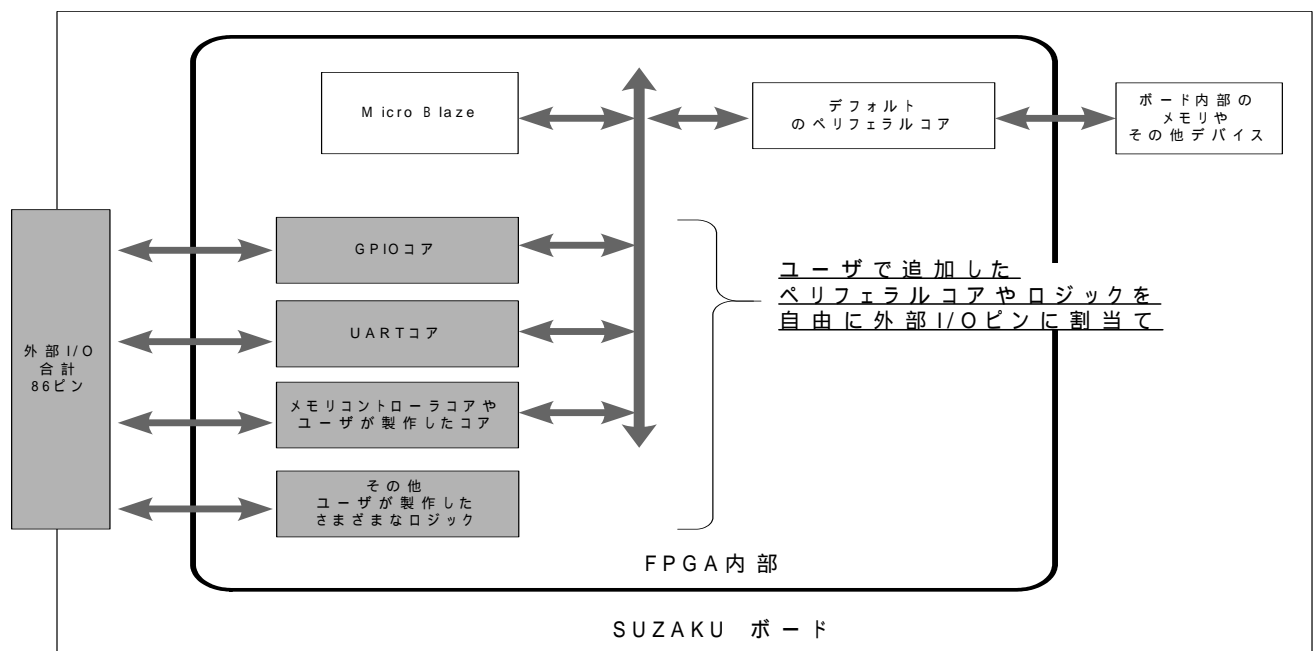 Micro Blaze
デフォルト
のペリフェラルコア
ボード内部の
メモリや
その他デバイス
GPIOコア
UARTコア
メモリコントローラコアや
ユーザが製作したコア
その他
ユーザが製作した
さまざまなロジック
外部I/O
合計
86ピン
ユーザで追加した
ペリフェラルコアやロジックを
自由に外部I/Oピンに割当て
FPGA内部
SUZAKU ボード